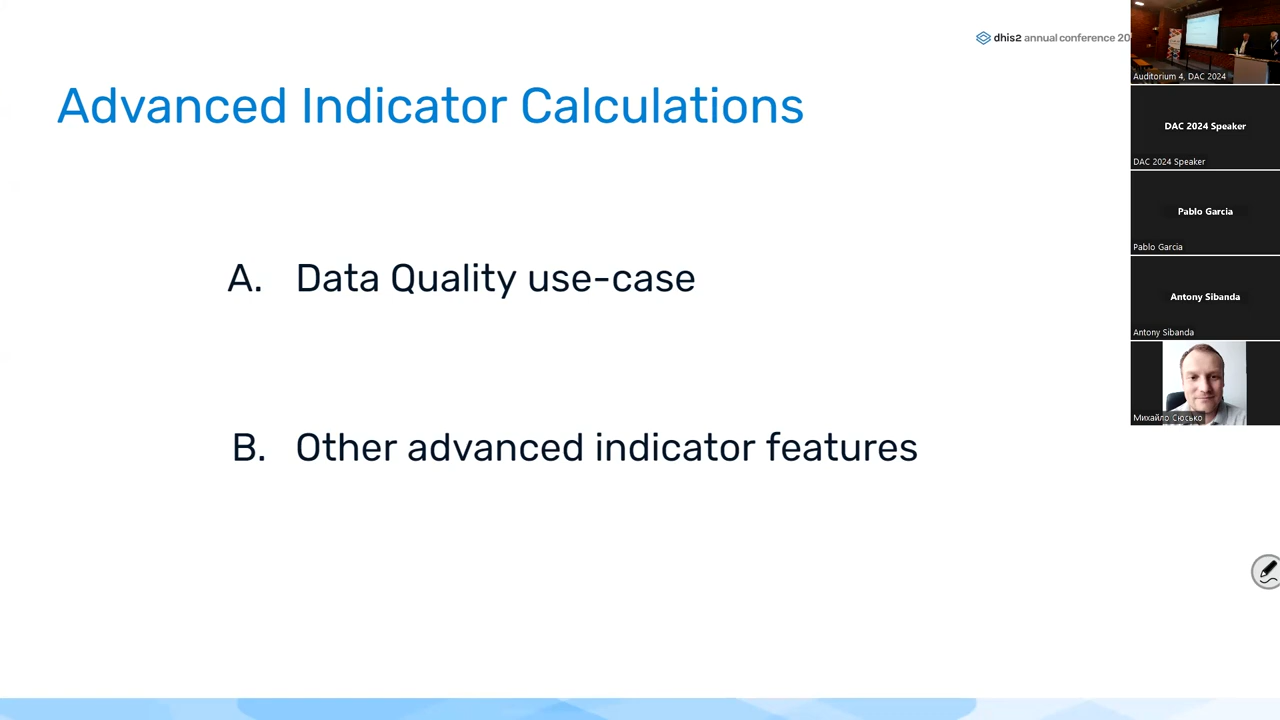 dhis2 annual conference 20
Advanced Indicator Calculations
A. Data Quality use-case
B. Other advanced indicator features
Auditorium 4, DAC 2024
DAC 2024 Speaker
DAC 2024 Speaker
Pablo Garcia
Pablo Garcia
Antony Sibanda
Antony Sibanda
Михайло Сюсько